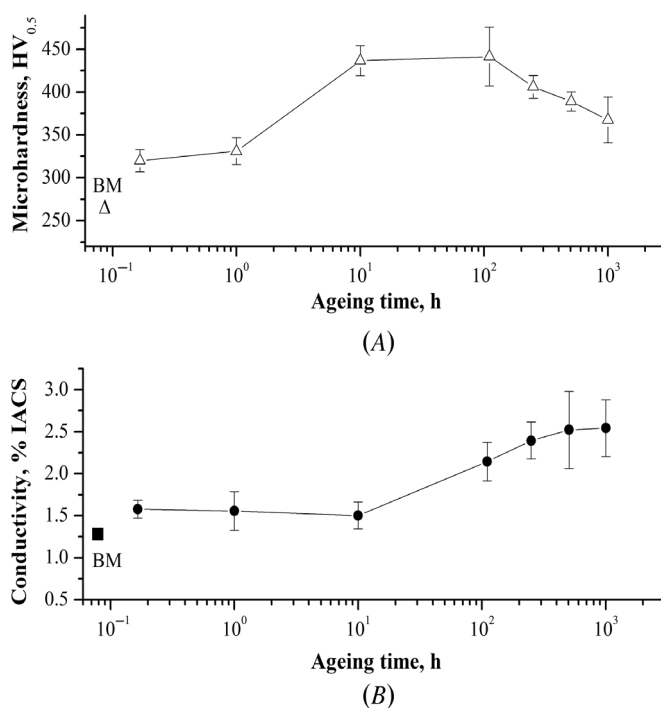 Microhardness, HV0.5
450
400
350
300
250
BM
10⁻¹
10⁰
10¹
10²
10³
Ageing time, h
(A)
Conductivity, % IACS
3.0
2.5
2.0
1.5
1.0
0.5
BM
10⁻¹
10⁰
10¹
10²
10³
Ageing time, h
(B)